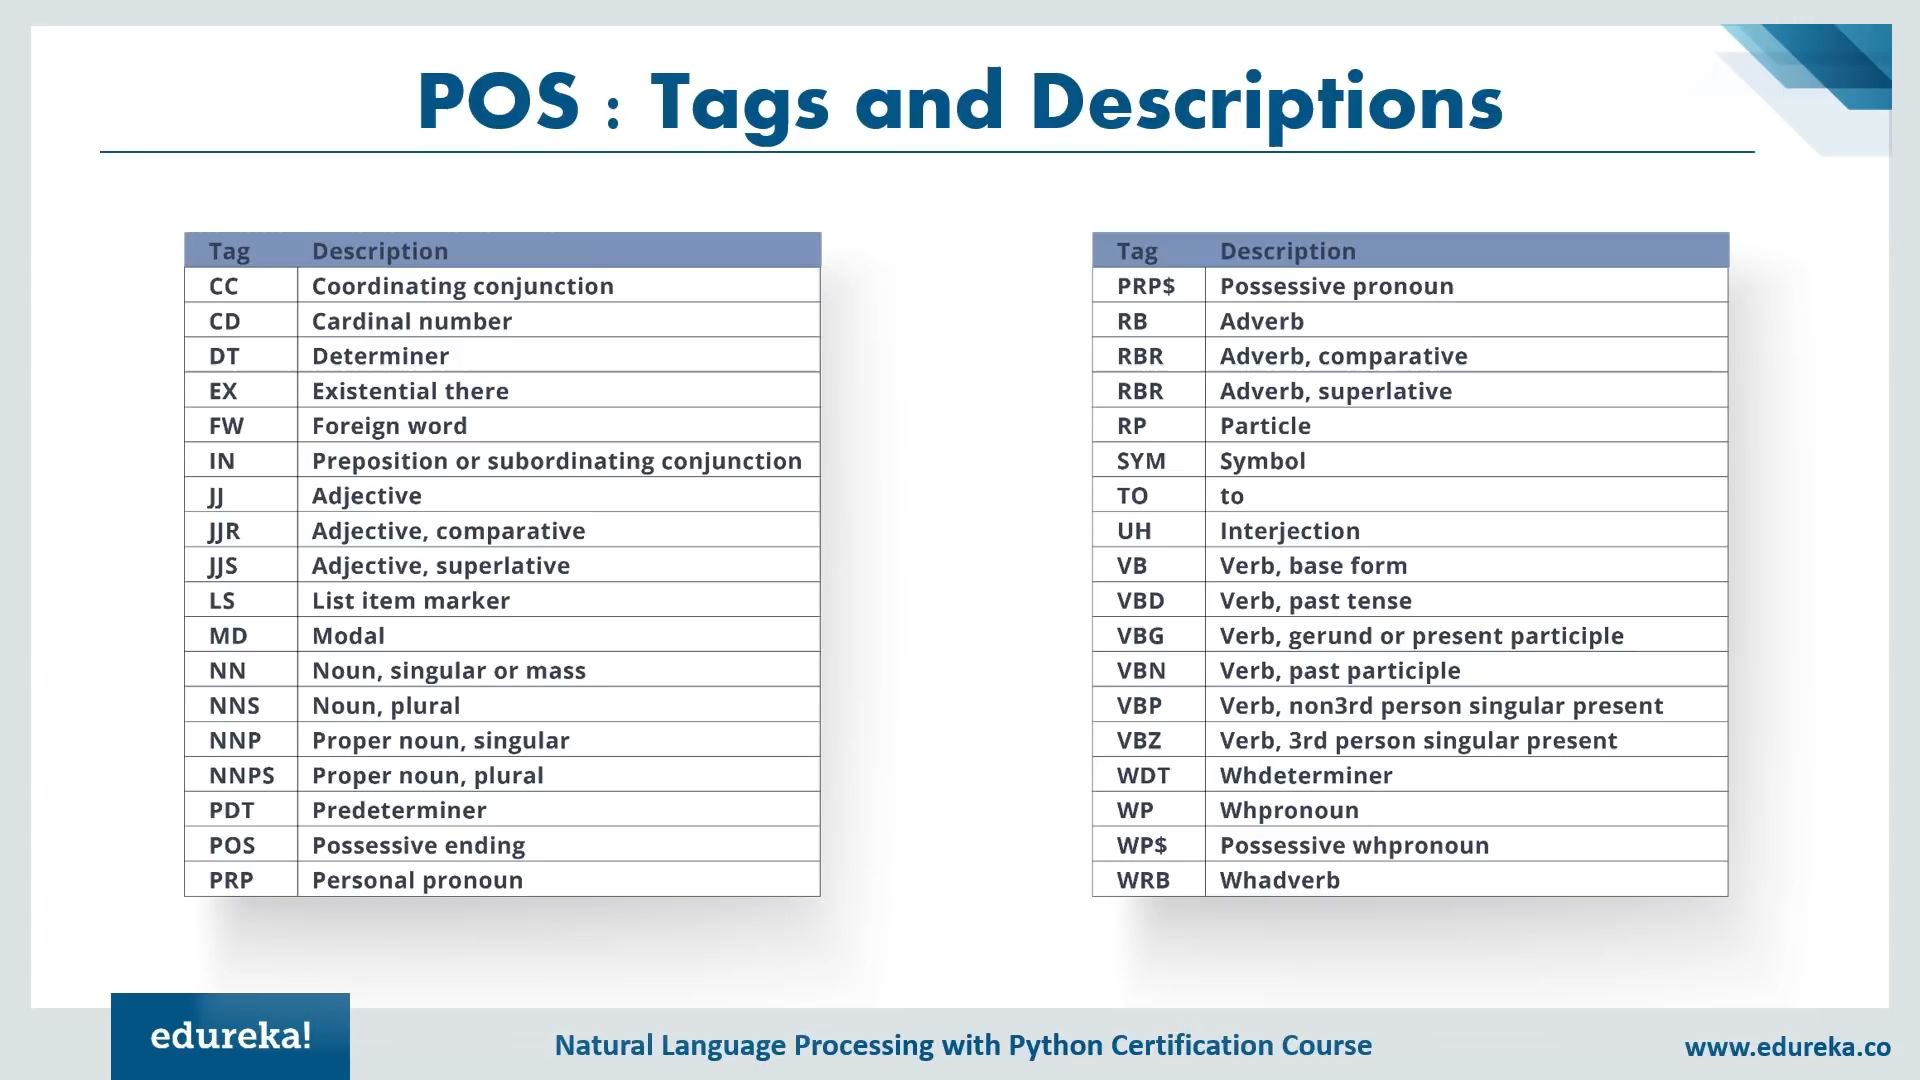 POS : Tags and Descriptions
Tag Description
CC Coordinating conjunction
CD Cardinal number
DT Determiner
EX Existential there
FW Foreign word
IN Preposition or subordinating conjunction
JJ Adjective
JJR Adjective, comparative
JJS Adjective, superlative
LS List item marker
MD Modal
NN Noun, singular or mass
NNS Noun, plural
NNP Proper noun, singular
NNPS Proper noun, plural
PDT Predeterminer
POS Possessive ending
PRP Personal pronoun
Tag Description
PRP$ Possessive pronoun
RB Adverb
RBR Adverb, comparative
RBR Adverb, superlative
RP Particle
SYM Symbol
TO to
UH Interjection
VB Verb, base form
VBD Verb, past tense
VBG Verb, gerund or present participle
VBN Verb, past participle
VBP Verb, non3rd person singular present
VBZ Verb, 3rd person singular present
WDT Whdeterminer
WP Whpronoun
WP$ Possessive whpronoun
WRB Whadverb
edureka!
Natural Language Processing with Python Certification Course
www.edureka.co